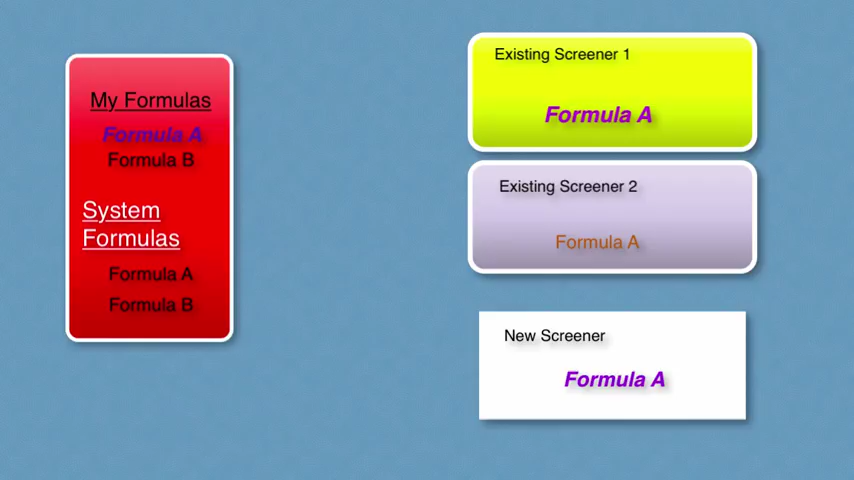 My Formulas
Formula A
Formula B
System
Formulas
Formula A
Formula B
Existing Screener 1
Formula A
Existing Screener 2
Formula A
New Screener
Formula A